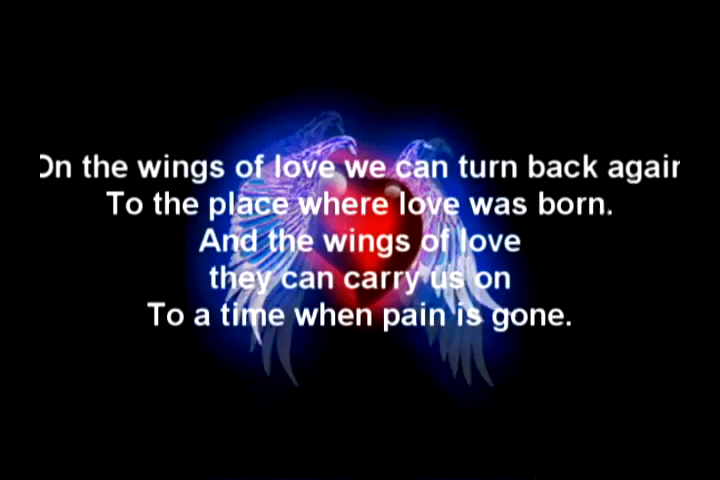 On the wings of love we can turn back again
To the place where love was born.
And the wings of love
they can carry us on
To a time when pain is gone.